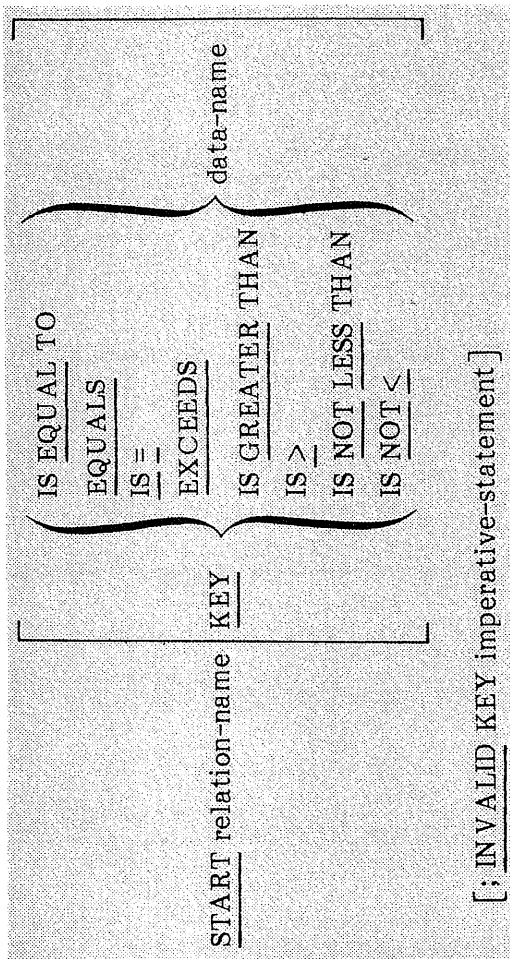 IS EQUAL TO
EQUALS
IS =
EXCEEDS
START relation-name KEY IS GREATER THAN data-name
IS >
IS NOT LESS THAN
IS NOT <
[; INVALID KEY imperative-statement]